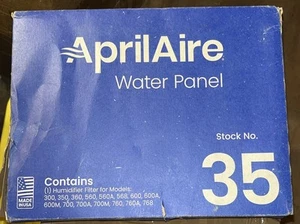 AprilAire
Water Panel
Stock No.
35
MADE
IN USA
Contains
(1) Humidifier Filter for Models:
300, 350, 360, 560, 560A, 568, 600, 600A,
600M, 700, 700A, 700M, 760, 760A, 768